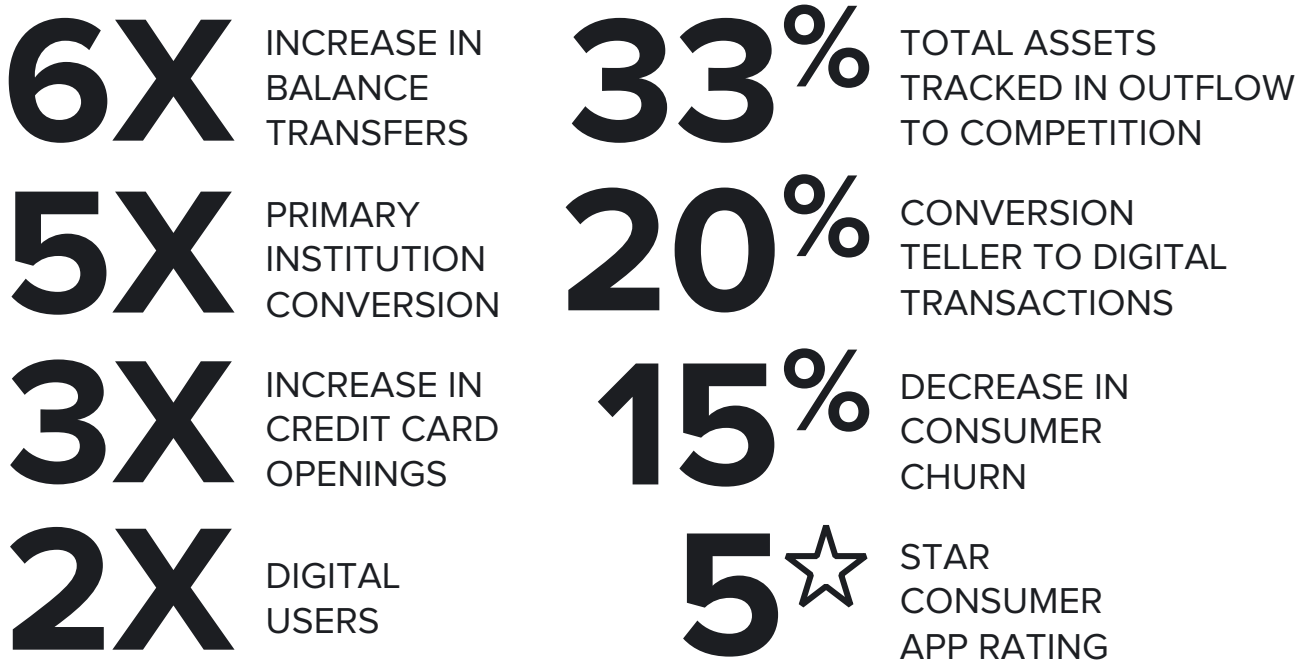 6X
INCREASE IN
BALANCE
TRANSFERS
33%
TOTAL ASSETS
TRACKED IN OUTFLOW
TO COMPETITION
5X
PRIMARY
INSTITUTION
CONVERSION
20%
CONVERSION
TELLER TO DIGITAL
TRANSACTIONS
3X
INCREASE IN
CREDIT CARD
OPENINGS
15%
DECREASE IN
CONSUMER
CHURN
2X
DIGITAL
USERS
5☆
STAR
CONSUMER
APP RATING